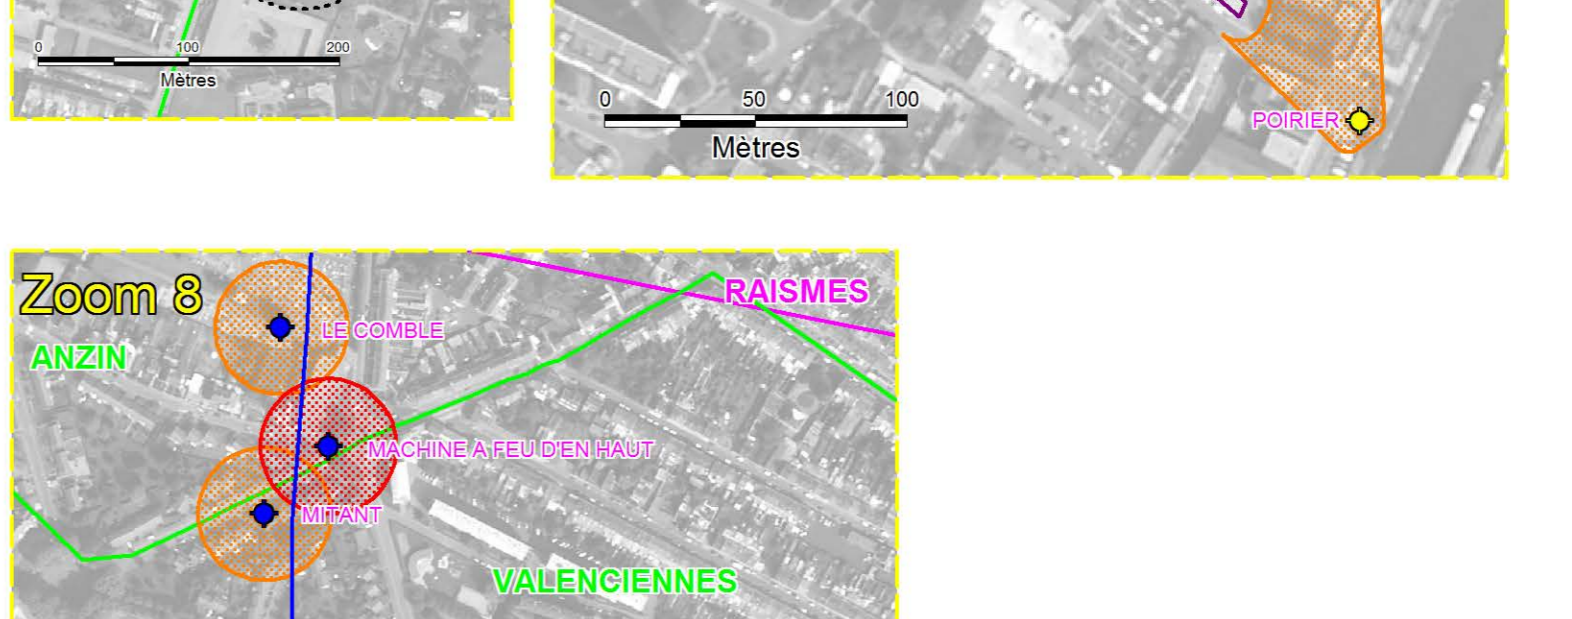 0 100 200
Mètres
0 50 100
Mètres
POIRIER
Zoom 8
RAISMES
LE COMBLE
ANZIN
MACHINE A FEU D'EN HAUT
MITANT
VALENCIENNES